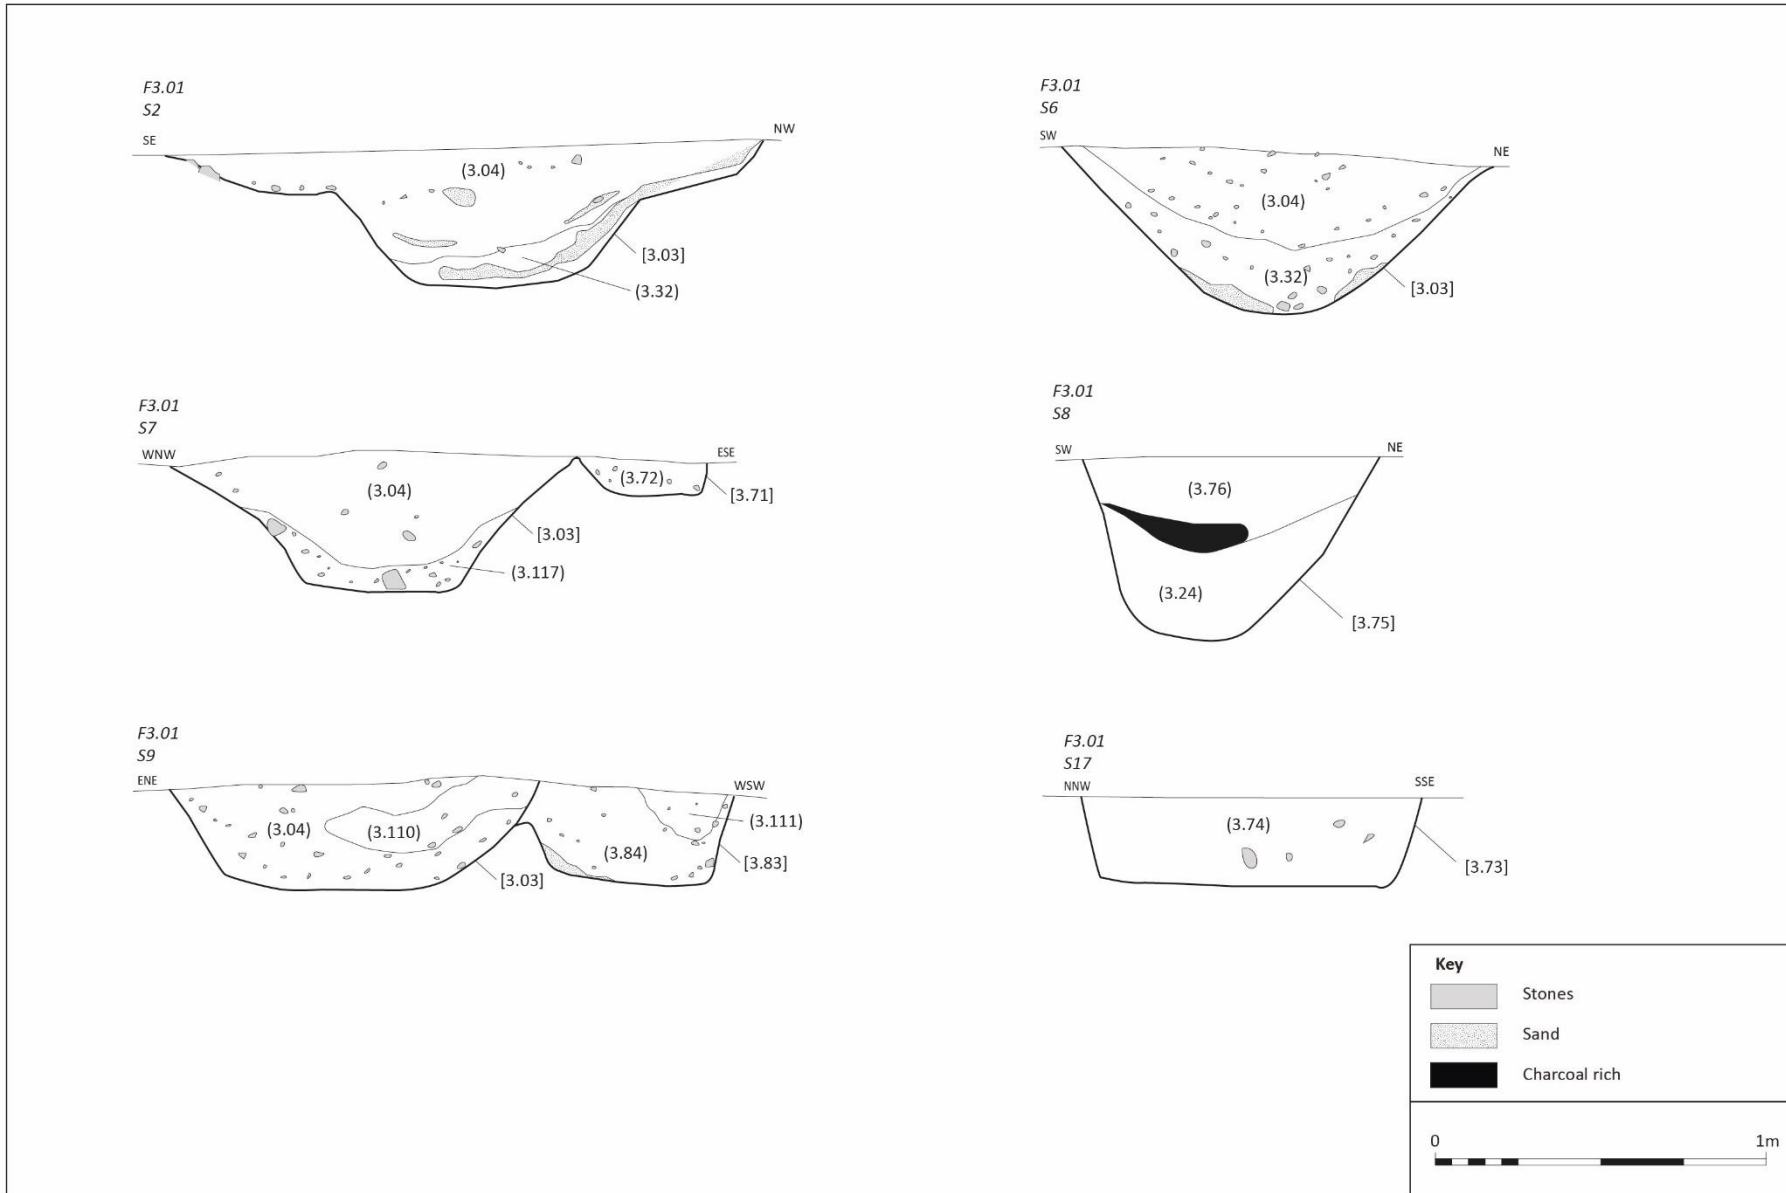 F3.01
S2
SE
NW
(3.04)
[3.03]
(3.32)
F3.01
S6
SW
NE
(3.04)
(3.32)
[3.03]
F3.01
S7
WNW
ESE
(3.04)
(3.72)
[3.71]
[3.03]
(3.117)
F3.01
S8
SW
NE
(3.76)
(3.24)
[3.75]
F3.01
S9
ENE
WSW
(3.04)
(3.110)
(3.111)
(3.84)
[3.83]
[3.03]
F3.01
S17
NNW
SSE
(3.74)
[3.73]
Key
Stones
Sand
Charcoal rich
0 1m